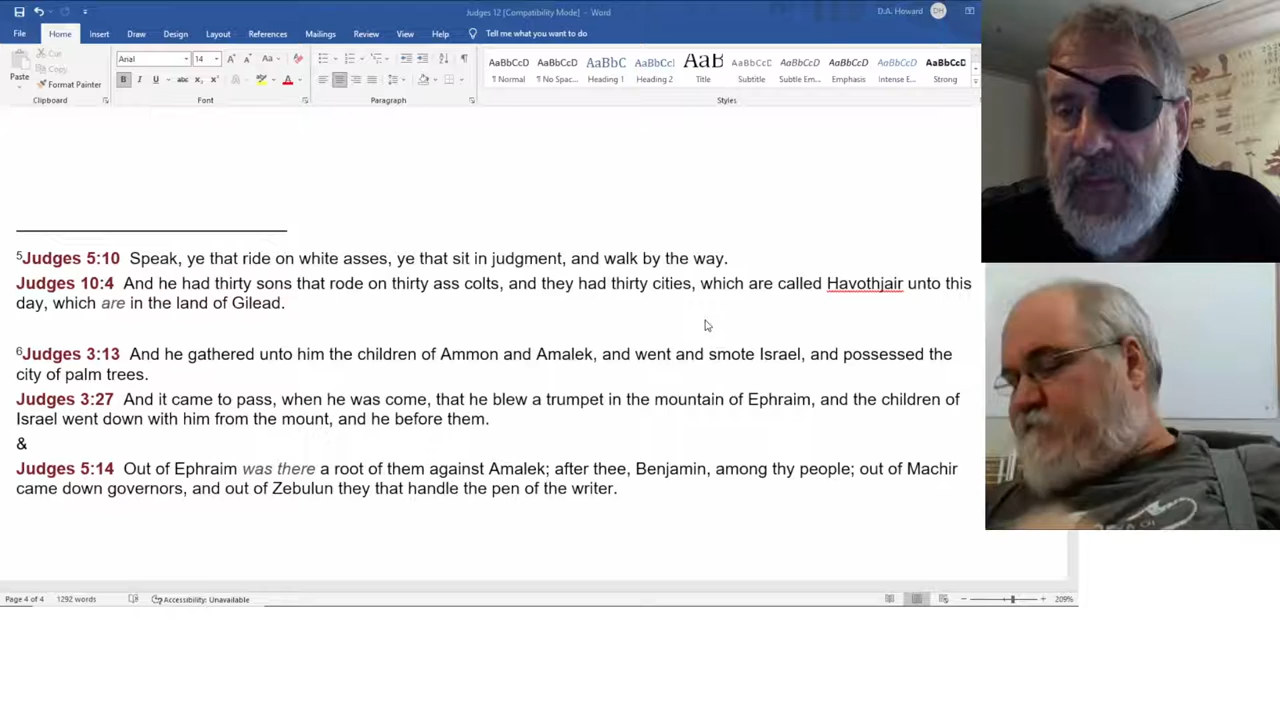 Judges 12 [Compatibility Mode] - Word
D.A. Howard
DH
File Home Insert Draw Design Layout References Mailings Review View Help Tell me what you want to do
Paste
Cut
Copy
Format Painter
Clipboard
Arial 14
Font
Paragraph
AaBbCcD AaBbCcD AaBbC AaBbCcI AaB AaBbCcD AaBbCcD AaBbCcD AaBbCcD AaBbCcD
¶ Normal ¶ No Spac... Heading 1 Heading 2 Title Subtitle Subtle Em... Emphasis Intense E... Strong
Styles
5Judges 5:10 Speak, ye that ride on white asses, ye that sit in judgment, and walk by the way.
Judges 10:4 And he had thirty sons that rode on thirty ass colts, and they had thirty cities, which are called Havothjair unto this
day, which are in the land of Gilead.
6Judges 3:13 And he gathered unto him the children of Ammon and Amalek, and went and smote Israel, and possessed the
city of palm trees.
Judges 3:27 And it came to pass, when he was come, that he blew a trumpet in the mountain of Ephraim, and the children of
Israel went down with him from the mount, and he before them.
&
Judges 5:14 Out of Ephraim was there a root of them against Amalek; after thee, Benjamin, among thy people; out of Machir
came down governors, and out of Zebulun they that handle the pen of the writer.
Page 4 of 4 1292 words Accessibility: Unavailable 209%